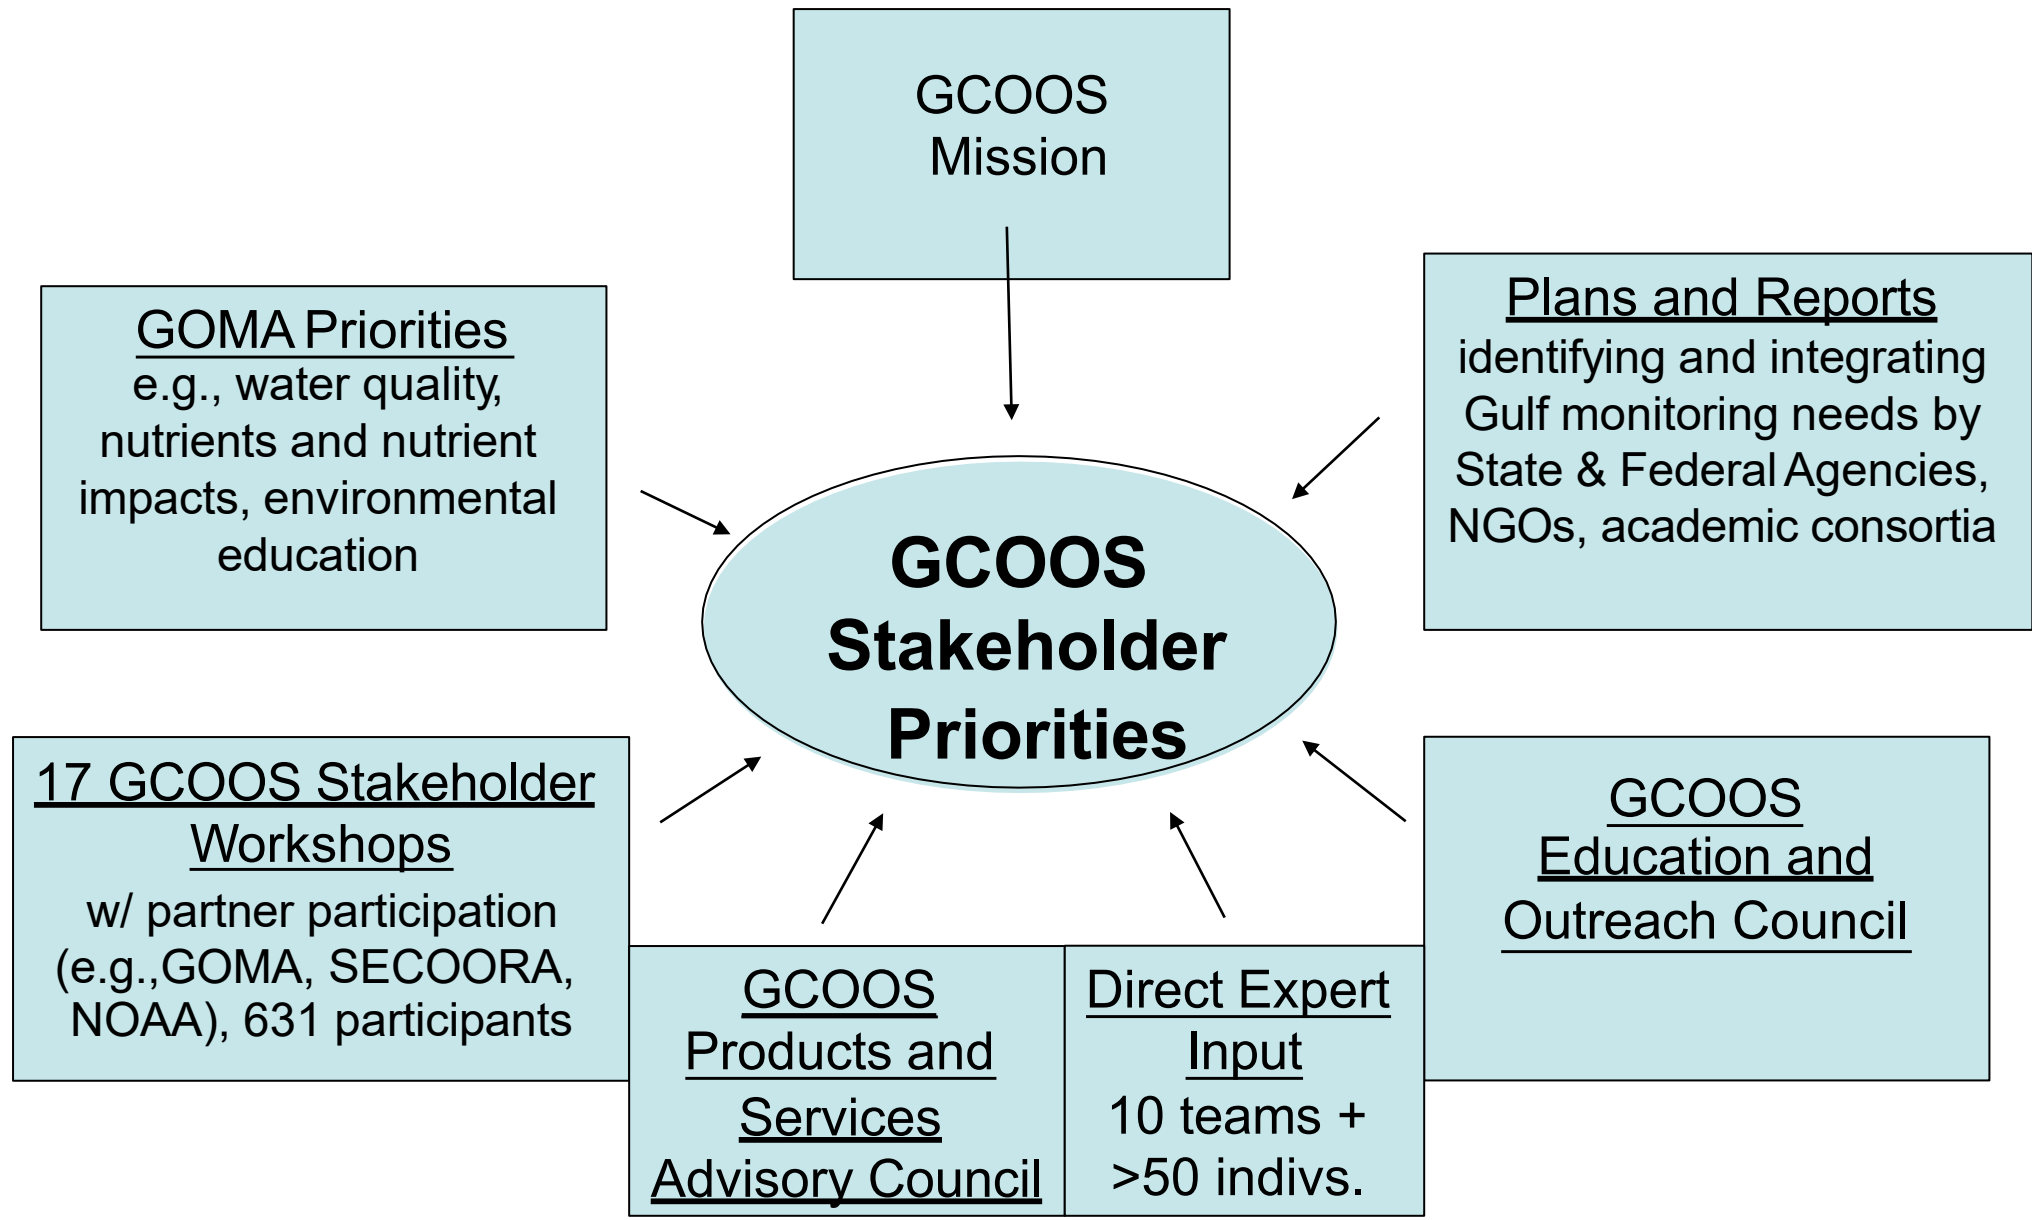 GCOOS
Mission
GOMA Priorities
e.g., water quality,
nutrients and nutrient
impacts, environmental
education
Plans and Reports
identifying and integrating
Gulf monitoring needs by
State & Federal Agencies,
NGOs, academic consortia
GCOOS
Stakeholder
Priorities
17 GCOOS Stakeholder
Workshops
w/ partner participation
(e.g.,GOMA, SECOORA,
NOAA), 631 participants
GCOOS
Products and
Services
Advisory Council
Direct Expert
Input
10 teams +
>50 indivs.
GCOOS
Education and
Outreach Council